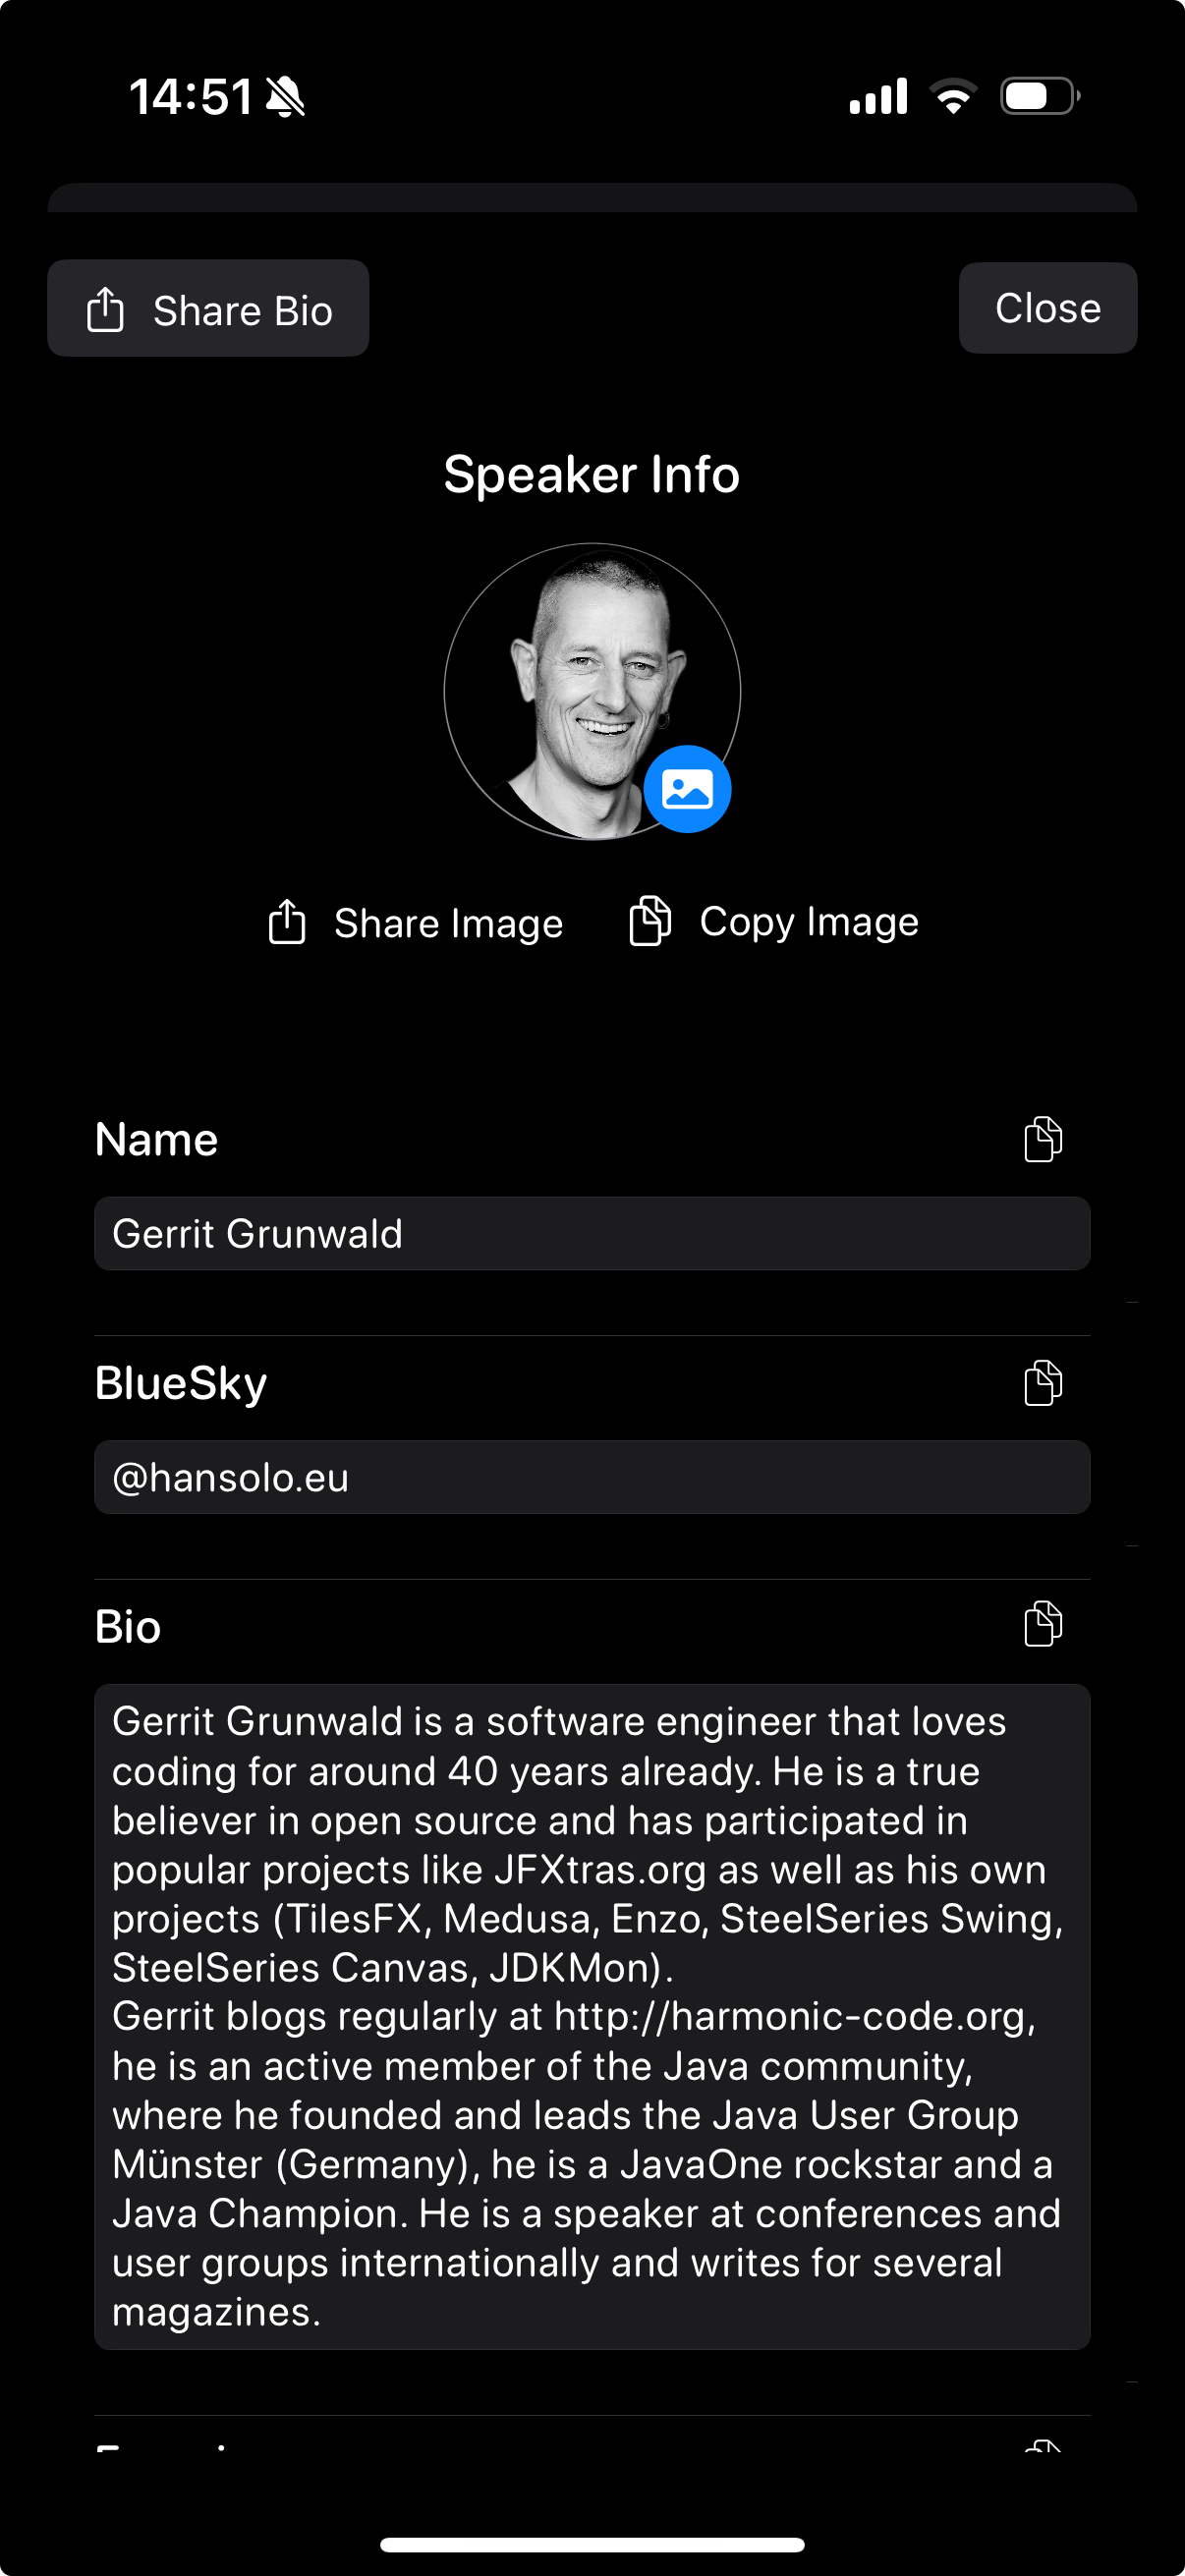 14:51
Share Bio
Close
Speaker Info
Share Image
Copy Image
Name
Gerrit Grunwald
BlueSky
@hansolo.eu
Bio
Gerrit Grunwald is a software engineer that loves
coding for around 40 years already. He is a true
believer in open source and has participated in
popular projects like JFXtras.org as well as his own
projects (TilesFX, Medusa, Enzo, SteelSeries Swing,
SteelSeries Canvas, JDKMon).
Gerrit blogs regularly at http://harmonic-code.org,
he is an active member of the Java community,
where he founded and leads the Java User Group
Münster (Germany), he is a JavaOne rockstar and a
Java Champion. He is a speaker at conferences and
user groups internationally and writes for several
magazines.